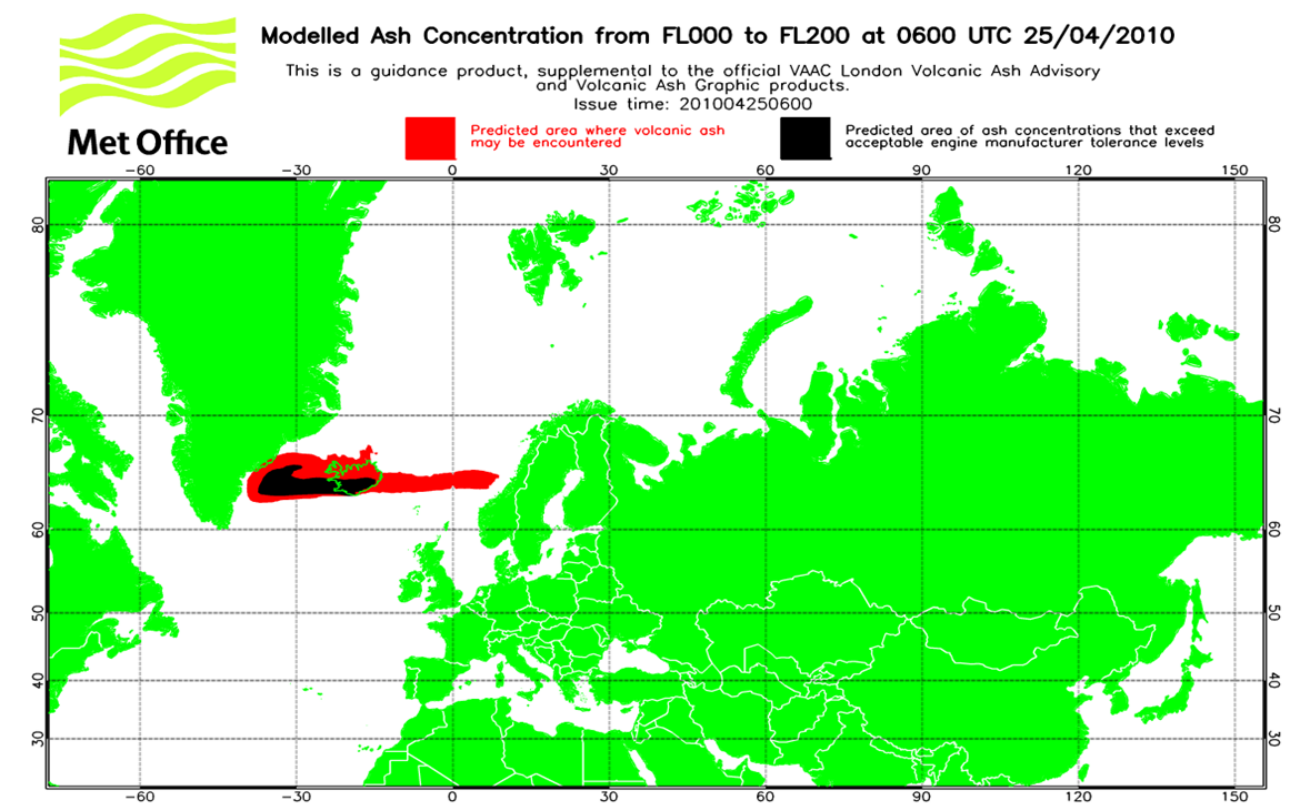 Modelled Ash Concentration from FL000 to FL200 at 0600 UTC 25/04/2010
This is a guidance product, supplemental to the official VAAC London Volcanic Ash Advisory
and Volcanic Ash Graphic products.
Issue time: 201004250600
Met Office
Predicted area where volcanic ash
may be encountered
Predicted area of ash concentrations that exceed
acceptable engine manufacturer tolerance levels
-60 -30 0 30 60 90 120 150
80 80
70 70
60 60
50 50
40 40
30 30
-60 -30 0 30 60 90 120 150